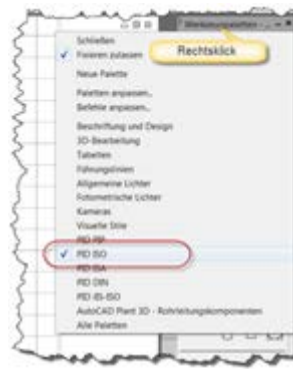 Werkzeugpaletten - ...
Rechtsklick
Schließen
Fixieren zulassen
Neue Palette
Paletten anpassen...
Befehle anpassen...
Beschriftung und Design
3D-Bearbeitung
Tabellen
Führungslinien
Allgemeine Lichter
Fotometrische Lichter
Kameras
Visuelle Stile
PID PIP
PID ISO
PID ISA
PID DIN
PID JIS-ISO
AutoCAD Plant 3D - Rohrleitungskomponenten
Alle Paletten